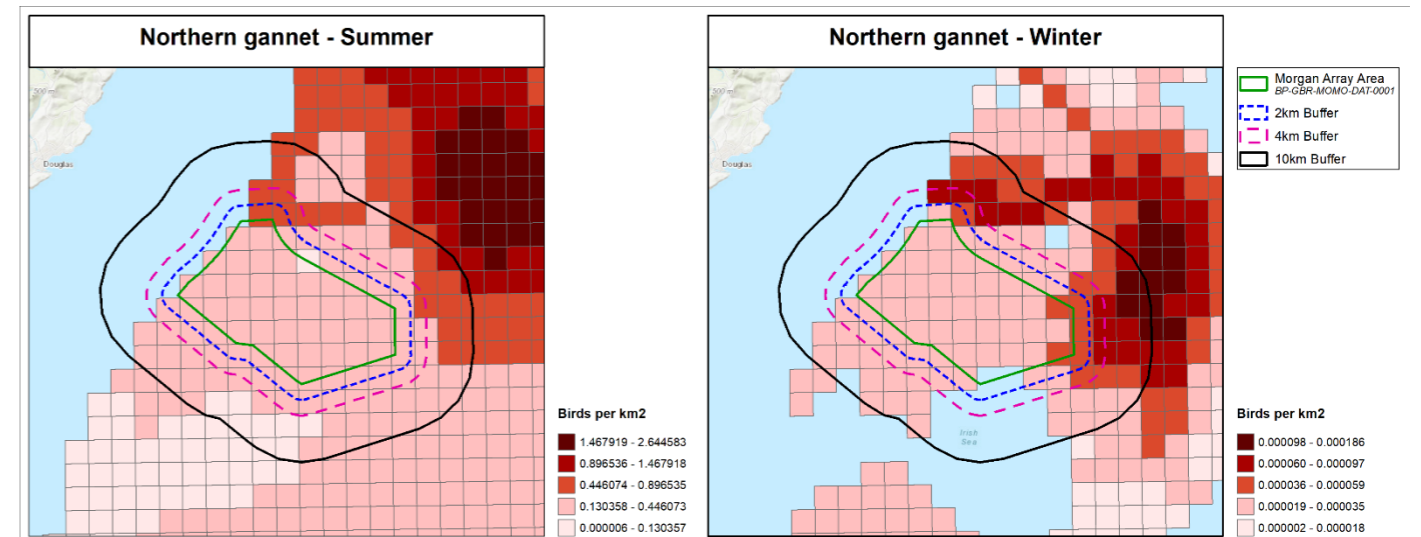 Northern gannet - Summer
500 m
Douglas
Birds per km2
1.467919 - 2.644583
0.896536 - 1.467918
0.446074 - 0.896535
0.130358 - 0.446073
0.000006 - 0.130357
Northern gannet - Winter
500 m
Douglas
Irish
Sea
Birds per km2
0.000098 - 0.000186
0.000060 - 0.000097
0.000036 - 0.000059
0.000019 - 0.000035
0.000002 - 0.000018
Morgan Array Area
BP-GBR-MOMO-DAT-0001
2km Buffer
4km Buffer
10km Buffer